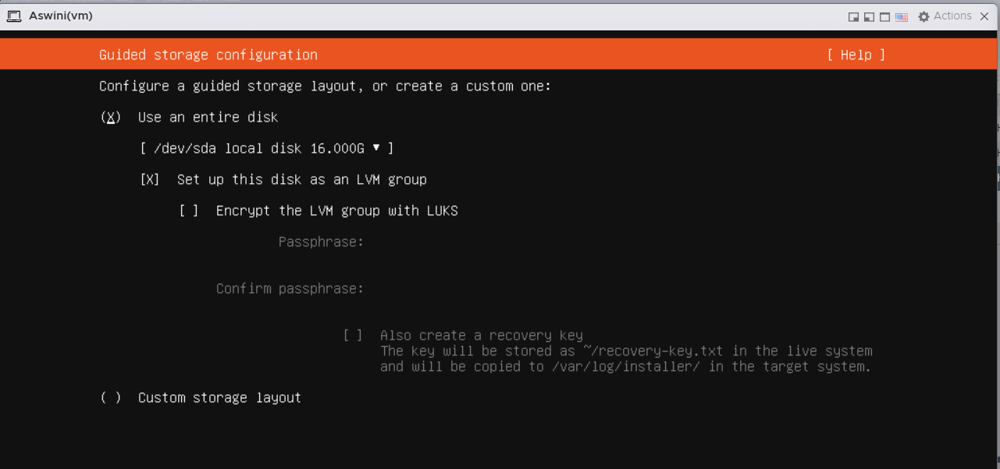 Aswini(vm)
Actions
Guided storage configuration [ Help ]
Configure a guided storage layout, or create a custom one:
(X) Use an entire disk
[ /dev/sda local disk 16.000G ▾ ]
[X] Set up this disk as an LVM group
[ ] Encrypt the LVM group with LUKS
Passphrase:
Confirm passphrase:
[ ] Also create a recovery key
The key will be stored as ~/recovery-key.txt in the live system
and will be copied to /var/log/installer/ in the target system.
( ) Custom storage layout